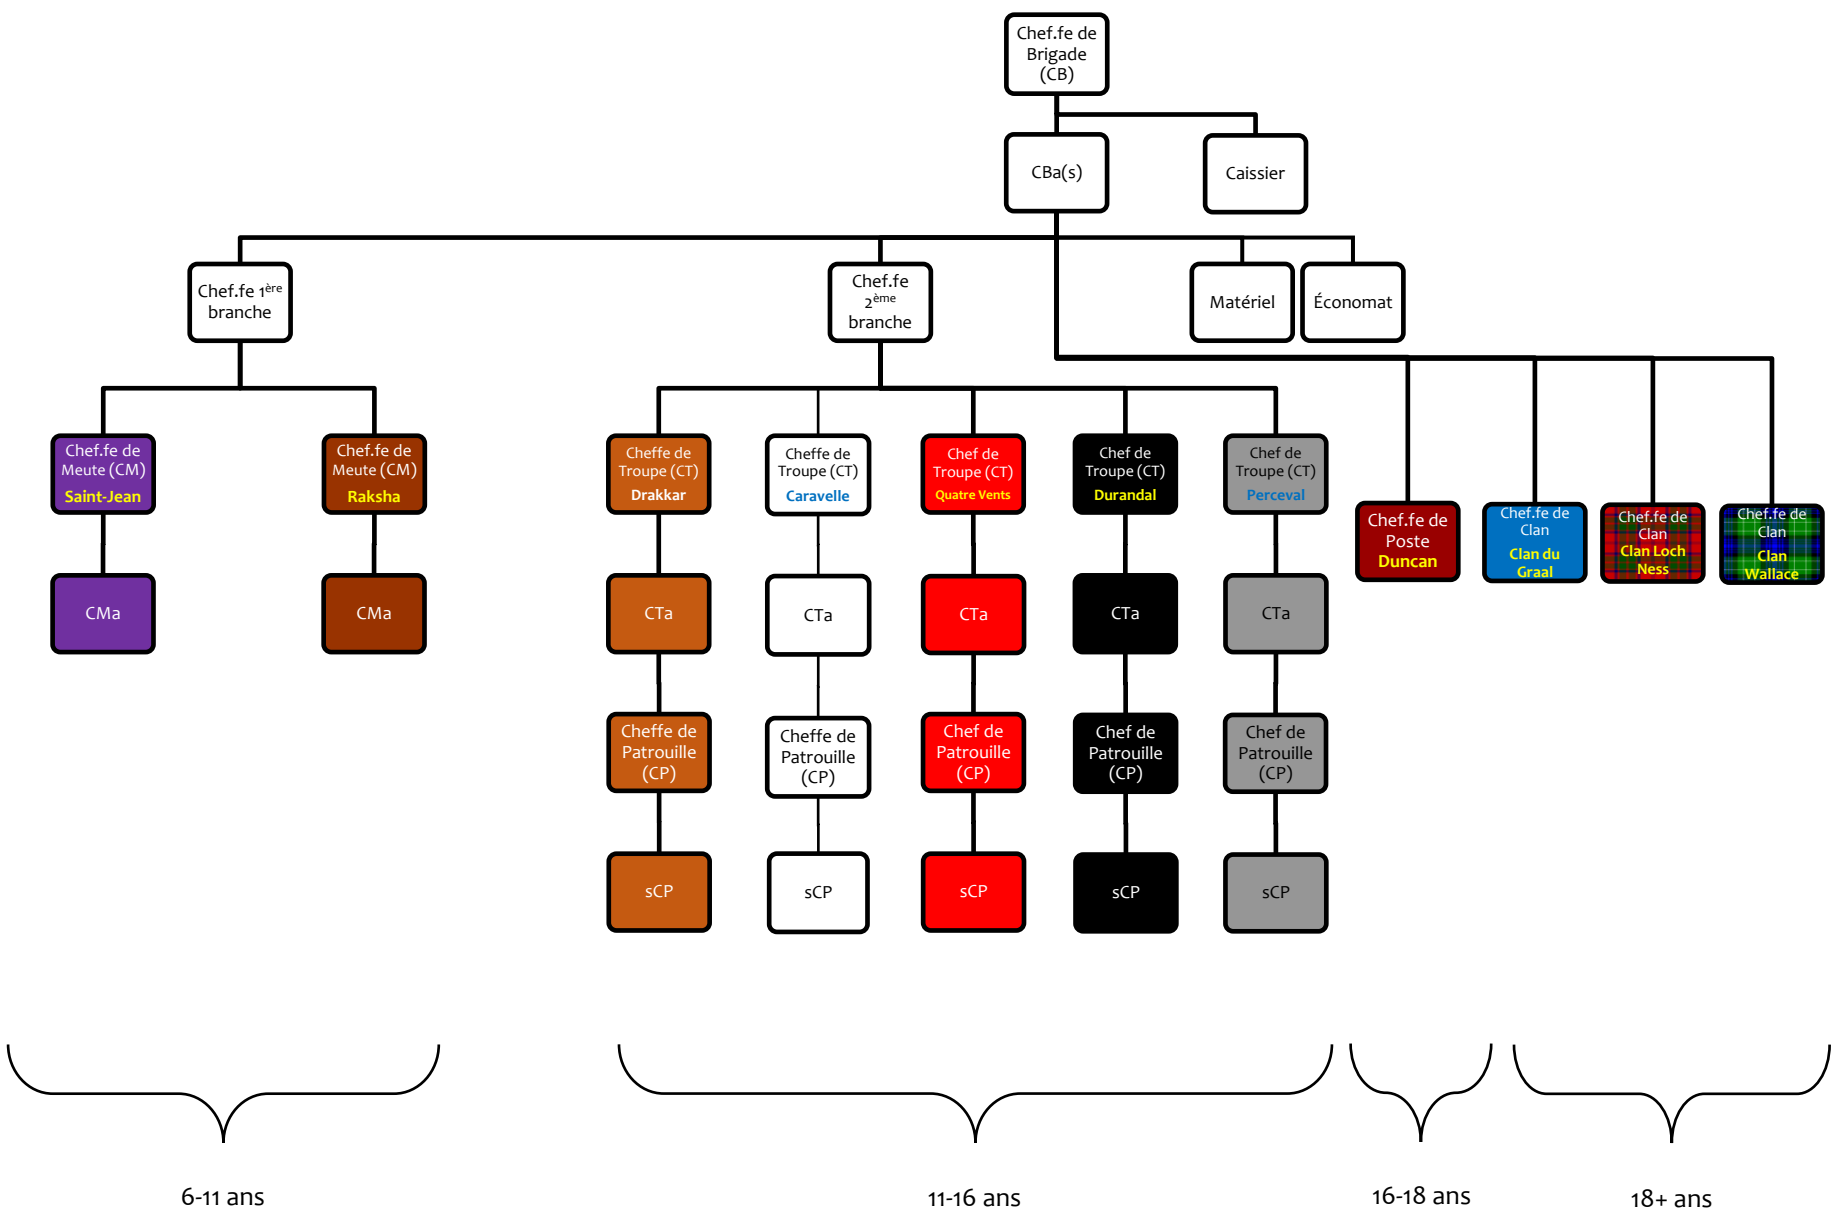 Chef.fe de
Brigade
(CB)
CBa(s)
Caissier
Chef.fe 1ère
branche
Chef.fe
2ème
branche
Matériel
Économat
Chef.fe de
Meute (CM)
Saint-Jean
Chef.fe de
Meute (CM)
Raksha
Cheffe de
Troupe (CT)
Drakkar
Cheffe de
Troupe (CT)
Caravelle
Chef de
Troupe (CT)
Quatre Vents
Chef de
Troupe (CT)
Durandal
Chef de
Troupe (CT)
Perceval
Chef.fe de
Poste
Duncan
Chef.fe de
Clan
Clan du
Graal
Chef.fe de
Clan
Clan Loch
Ness
Chef.fe de
Clan
Clan
Wallace
CMa
CMa
CTa
CTa
CTa
CTa
CTa
Cheffe de
Patrouille
(CP)
Cheffe de
Patrouille
(CP)
Chef de
Patrouille
(CP)
Chef de
Patrouille
(CP)
Chef de
Patrouille
(CP)
sCP
sCP
sCP
sCP
sCP
6-11 ans
11-16 ans
16-18 ans
18+ ans